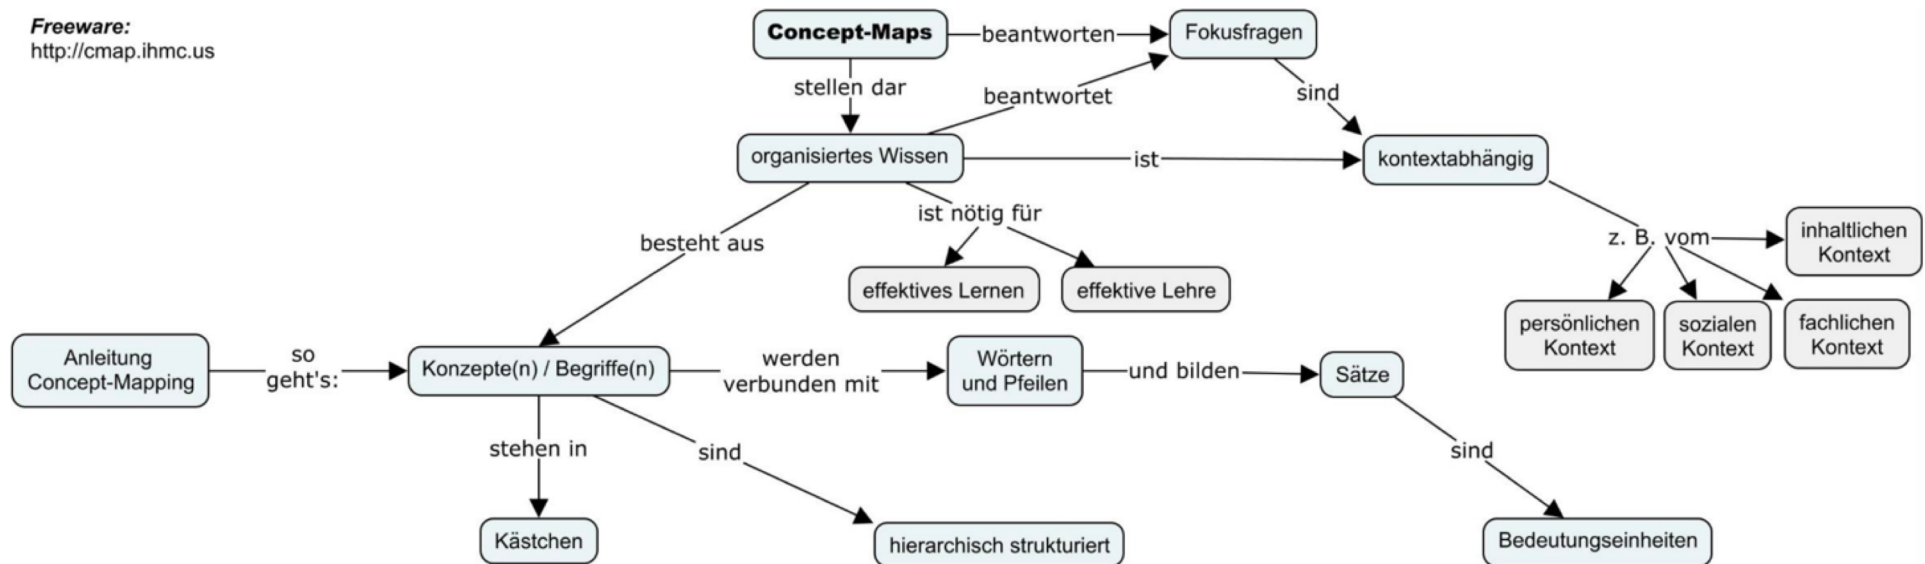 Freeware:
http://cmap.ihmc.us
Concept-Maps
beantworten
Fokusfragen
stellen dar
beantwortet
sind
organisiertes Wissen
ist
kontextabhängig
ist nötig für
besteht aus
z. B. vom
inhaltlichen
Kontext
effektives Lernen
effektive Lehre
persönlichen
Kontext
sozialen
Kontext
fachlichen
Kontext
Anleitung
Concept-Mapping
so
geht's:
Konzepte(n) / Begriffe(n)
werden
verbunden mit
Wörtern
und Pfeilen
und bilden
Sätze
stehen in
sind
sind
Kästchen
hierarchisch strukturiert
Bedeutungseinheiten